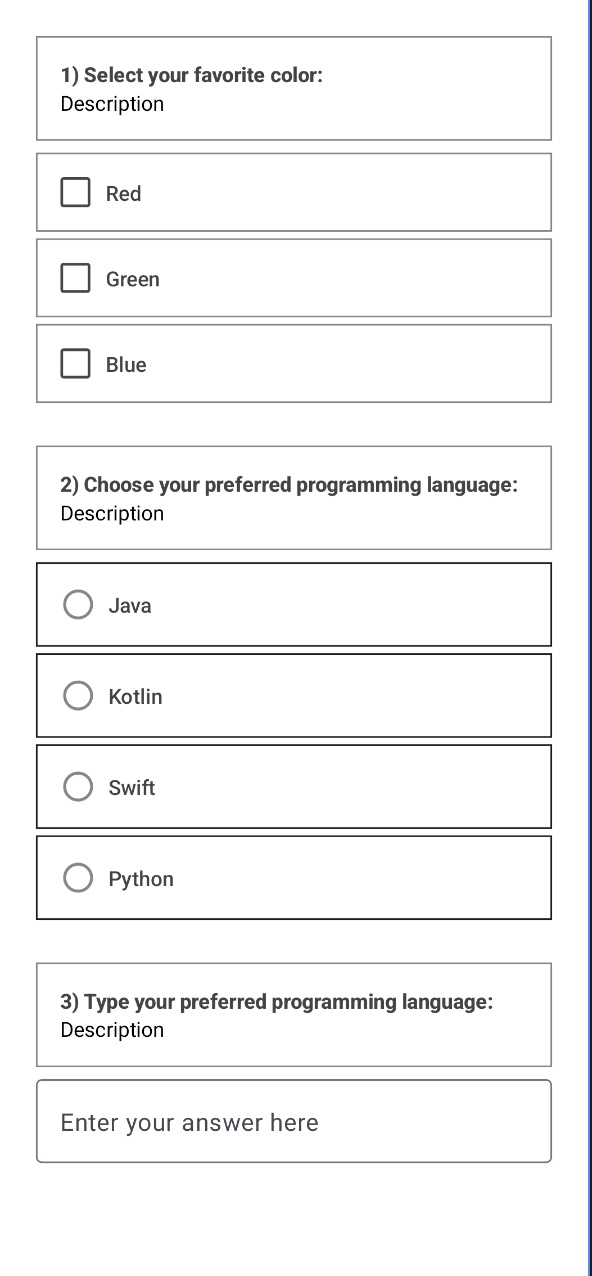 1) Select your favorite color:
Description
Red
Green
Blue
2) Choose your preferred programming language:
Description
Java
Kotlin
Swift
Python
3) Type your preferred programming language:
Description
Enter your answer here